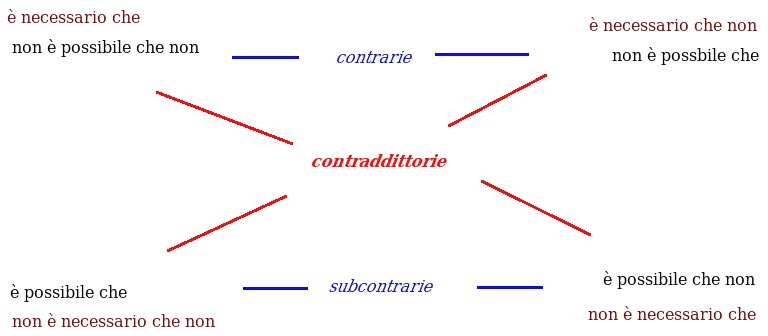 è necessario che
non è possibile che non
contrarie
è necessario che non
non è possbile che
contraddittorie
è possibile che
non è necessario che non
subcontrarie
è possibile che non
non è necessario che